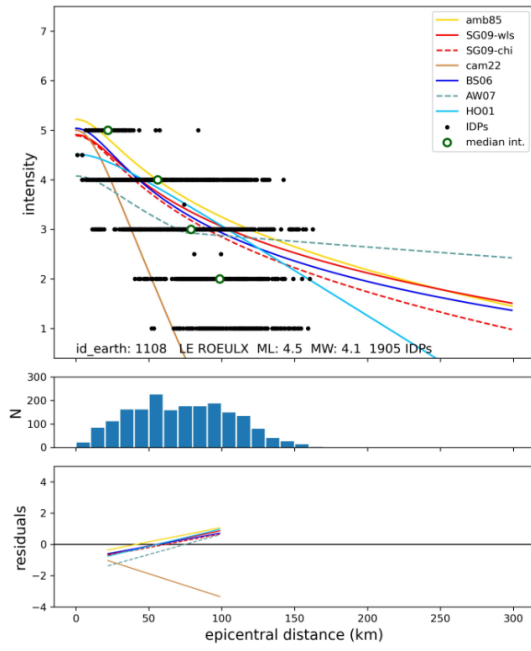 7
6
5
4
3
2
1
intensity
amb85
SG09-wls
SG09-chi
cam22
BS06
AW07
HO01
IDPs
median int.
id_earth: 1108 LE ROEULX ML: 4.5 MW: 4.1 1905 IDPs
300
200
100
0
N
4
2
0
−2
−4
residuals
0 50 100 150 200 250 300
epicentral distance (km)